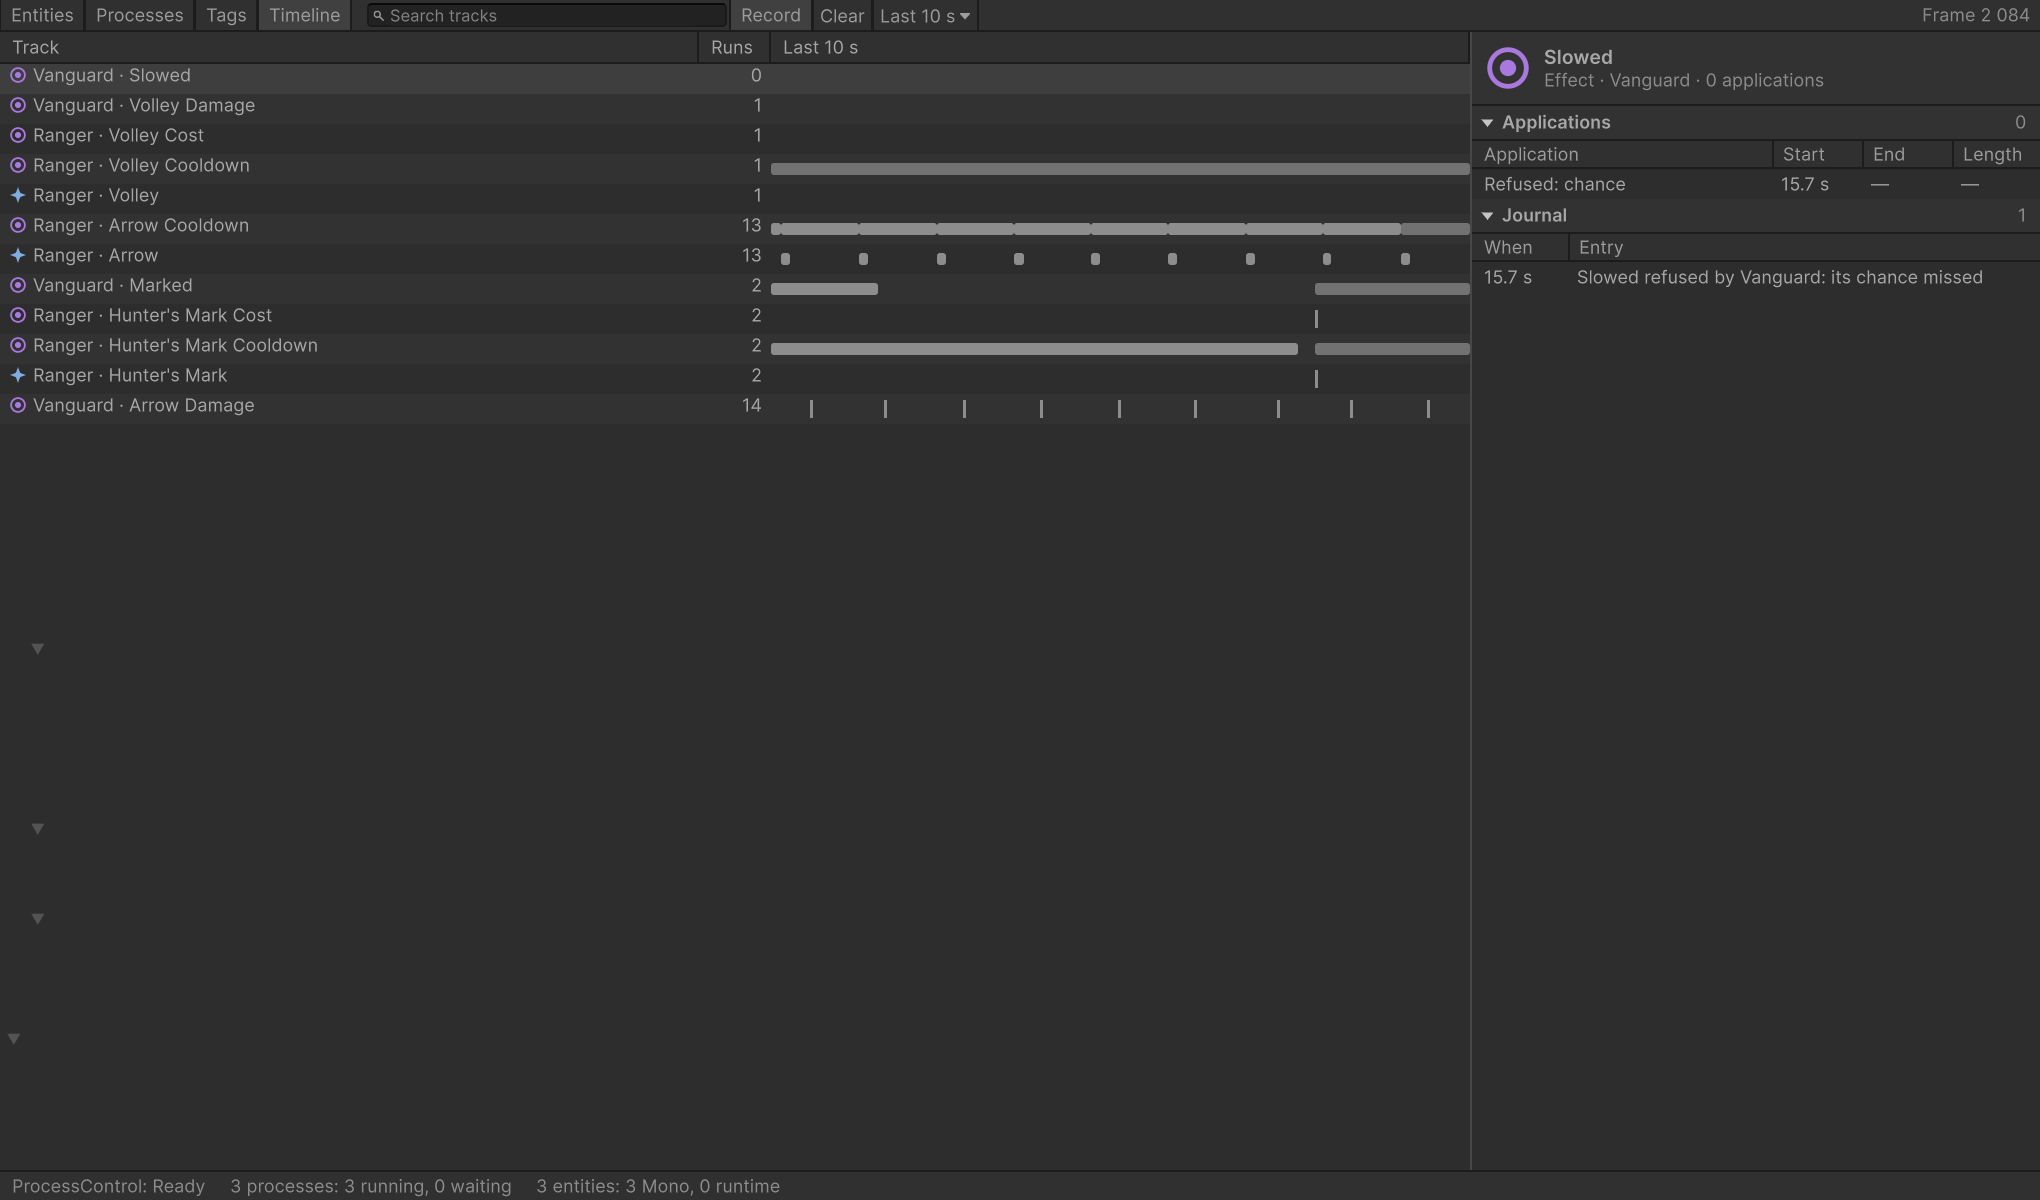 Entities Processes Tags Timeline Search tracks Record Clear Last 10 s Frame 2 084
Track Runs Last 10 s
Vanguard · Slowed 0
Vanguard · Volley Damage 1
Ranger · Volley Cost 1
Ranger · Volley Cooldown 1
Ranger · Volley 1
Ranger · Arrow Cooldown 13
Ranger · Arrow 13
Vanguard · Marked 2
Ranger · Hunter's Mark Cost 2
Ranger · Hunter's Mark Cooldown 2
Ranger · Hunter's Mark 2
Vanguard · Arrow Damage 14
Slowed
Effect · Vanguard · 0 applications
Applications 0
Application Start End Length
Refused: chance 15.7 s — —
Journal 1
When Entry
15.7 s Slowed refused by Vanguard: its chance missed
ProcessControl: Ready 3 processes: 3 running, 0 waiting 3 entities: 3 Mono, 0 runtime